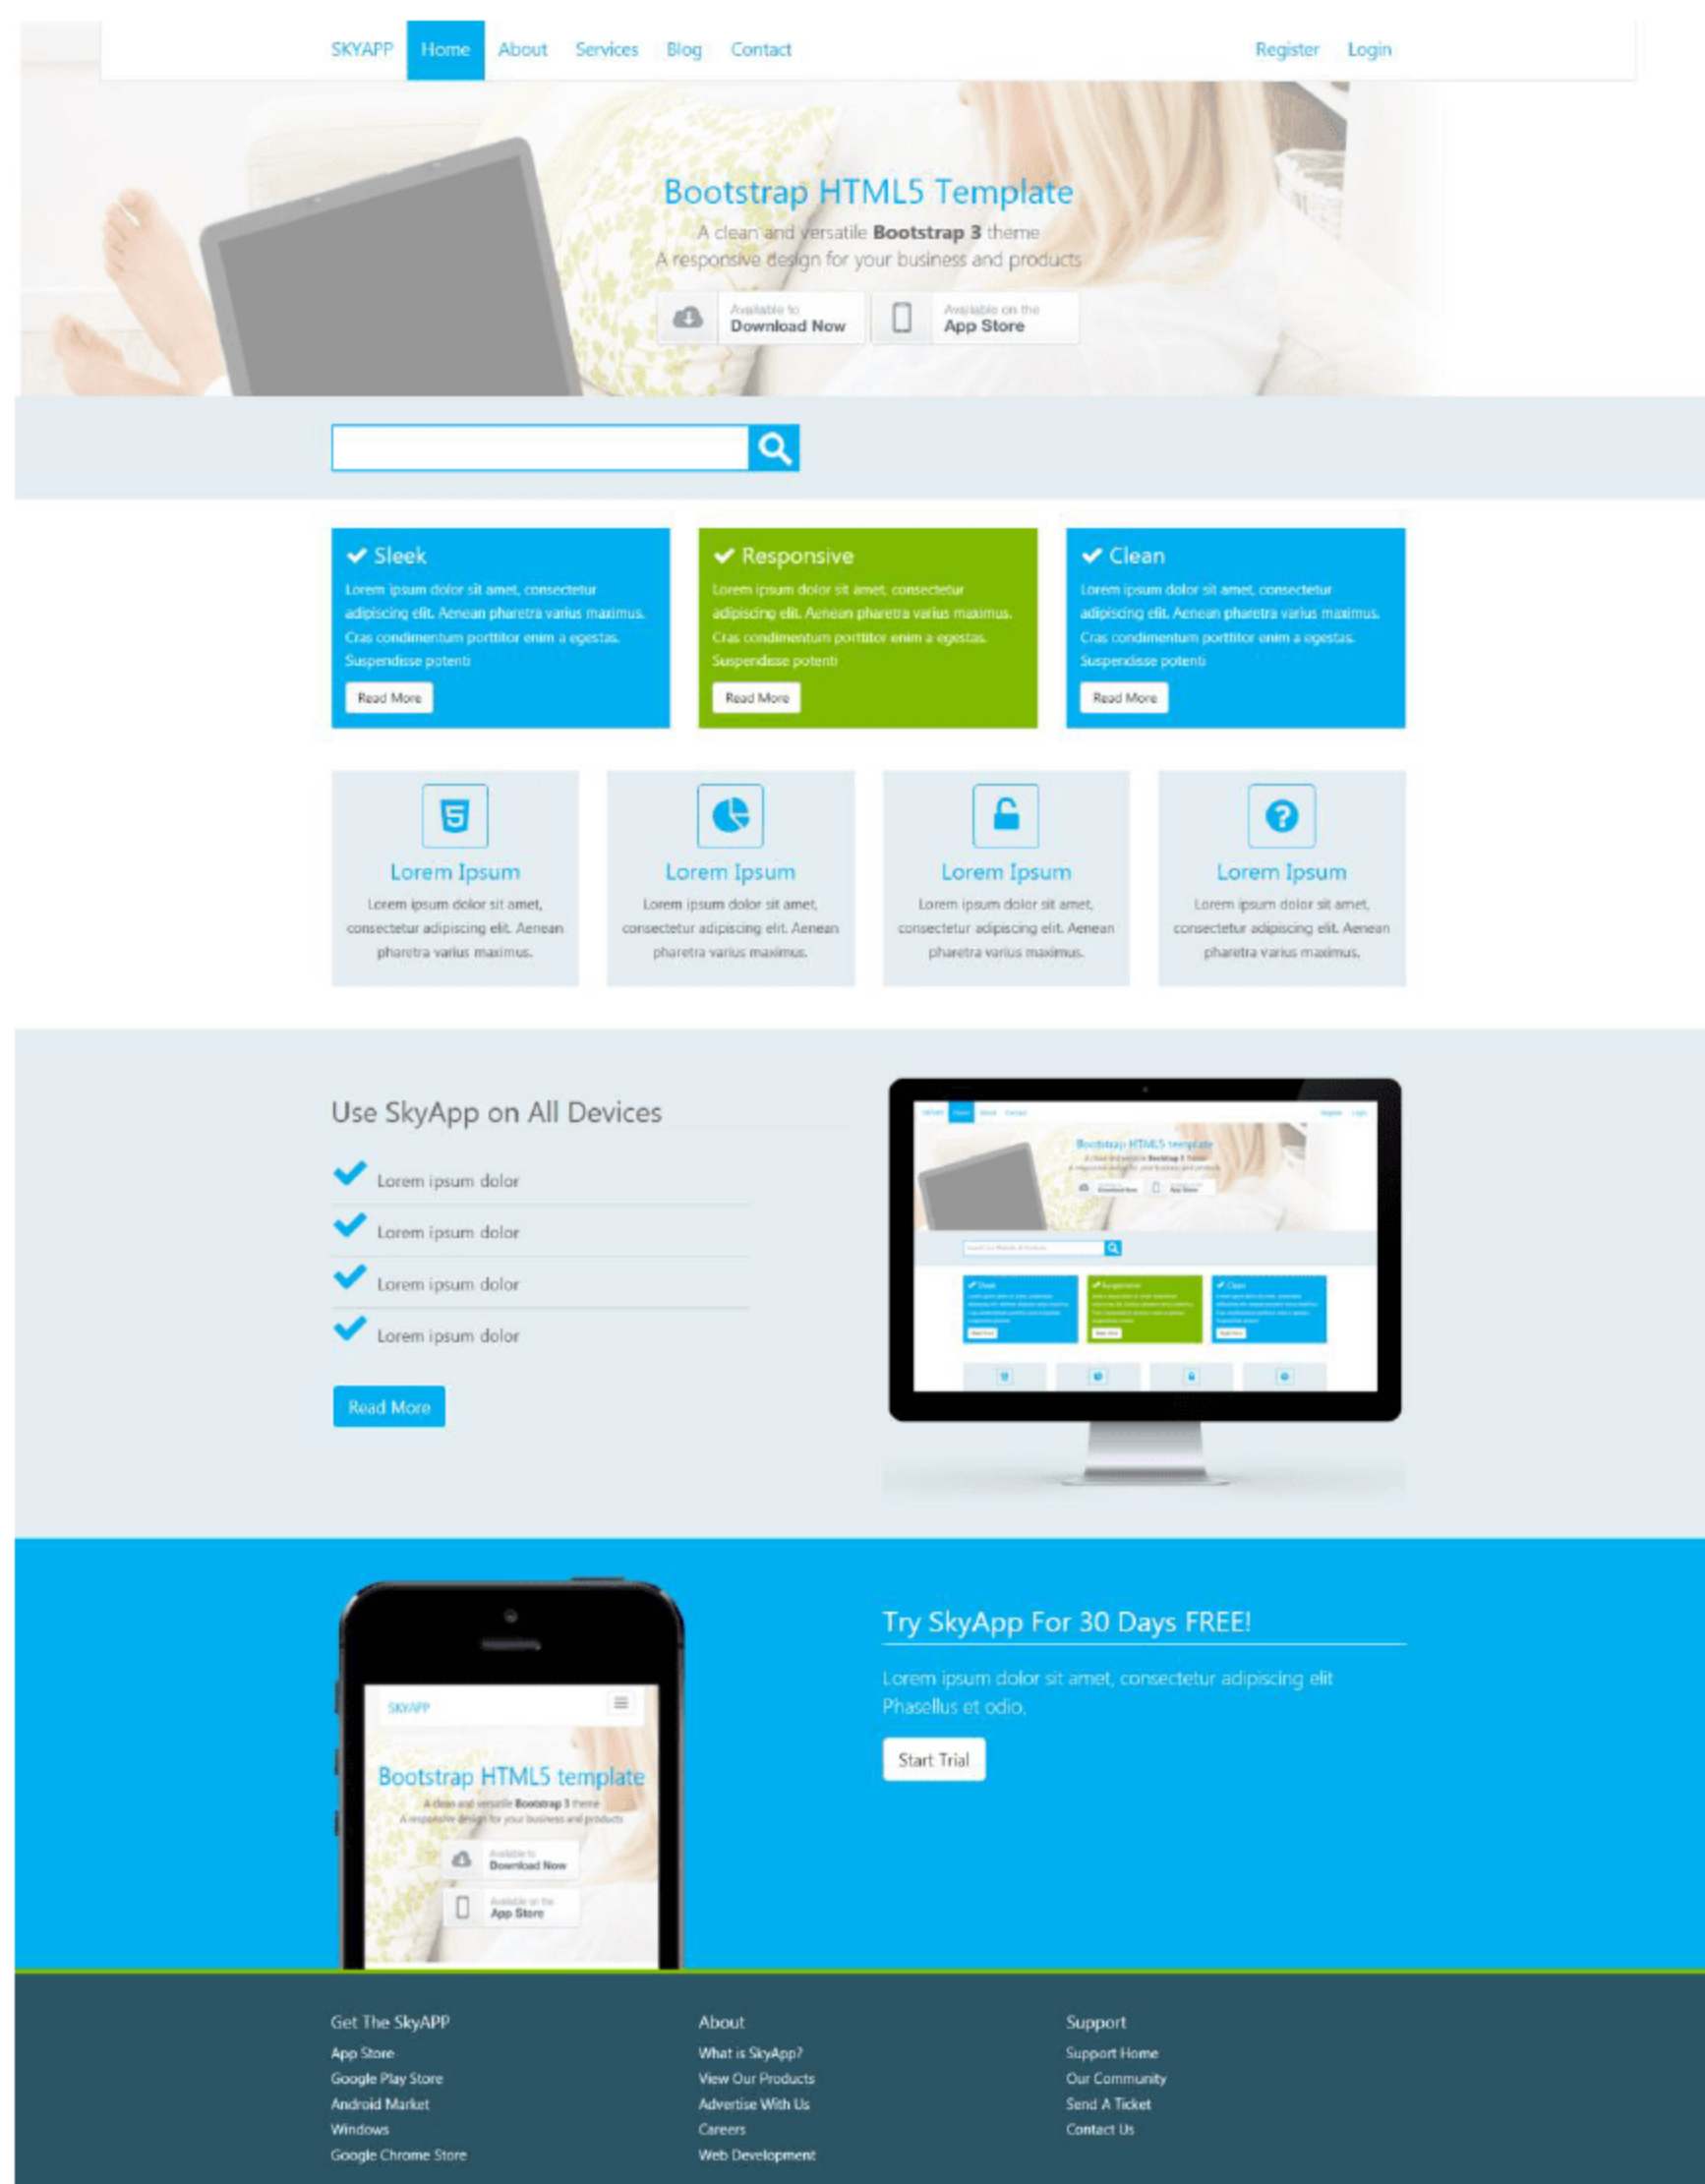 SKYAPP Home About Services Blog Contact Register Login
Bootstrap HTML5 Template
A clean and versatile Bootstrap 3 theme
A responsive design for your business and products
Available to
Download Now
Available on the
App Store
Sleek
Lorem ipsum dolor sit amet, consectetur
adipiscing elit. Aenean pharetra varius maximus.
Cras condimentum porttitor enim a egestas.
Suspendisse potenti
Read More
Responsive
Lorem ipsum dolor sit amet, consectetur
adipiscing elit. Aenean pharetra varius maximus.
Cras condimentum porttitor enim a egestas.
Suspendisse potenti
Read More
Clean
Lorem ipsum dolor sit amet, consectetur
adipiscing elit. Aenean pharetra varius maximus.
Cras condimentum porttitor enim a egestas.
Suspendisse potenti
Read More
Lorem Ipsum
Lorem ipsum dolor sit amet,
consectetur adipiscing elit. Aenean
pharetra varius maximus.
Lorem Ipsum
Lorem ipsum dolor sit amet,
consectetur adipiscing elit. Aenean
pharetra varius maximus.
Lorem Ipsum
Lorem ipsum dolor sit amet,
consectetur adipiscing elit. Aenean
pharetra varius maximus.
Lorem Ipsum
Lorem ipsum dolor sit amet,
consectetur adipiscing elit. Aenean
pharetra varius maximus.
Use SkyApp on All Devices
Lorem ipsum dolor
Lorem ipsum dolor
Lorem ipsum dolor
Lorem ipsum dolor
Read More
Bootstrap HTML5 template
Try SkyApp For 30 Days FREE!
Lorem ipsum dolor sit amet, consectetur adipiscing elit
Phasellus et odio,
Start Trial
SKYAPP
Bootstrap HTML5 template
A clean and versatile Bootstrap 3 theme
A responsive design for your business and products
Available to
Download Now
Available on the
App Store
Get The SkyAPP
App Store
Google Play Store
Android Market
Windows
Google Chrome Store
About
What is SkyApp?
View Our Products
Advertise With Us
Careers
Web Development
Support
Support Home
Our Community
Send A Ticket
Contact Us